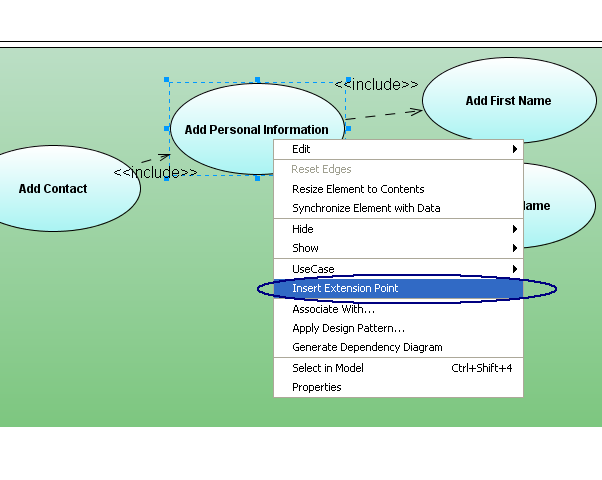 <<include>>
Add First Name
Add Personal Information
<<include>>
Add Contact
Name
Edit
Reset Edges
Resize Element to Contents
Synchronize Element with Data
Hide
Show
UseCase
Insert Extension Point
Associate With...
Apply Design Pattern...
Generate Dependency Diagram
Select in Model Ctrl+Shift+4
Properties